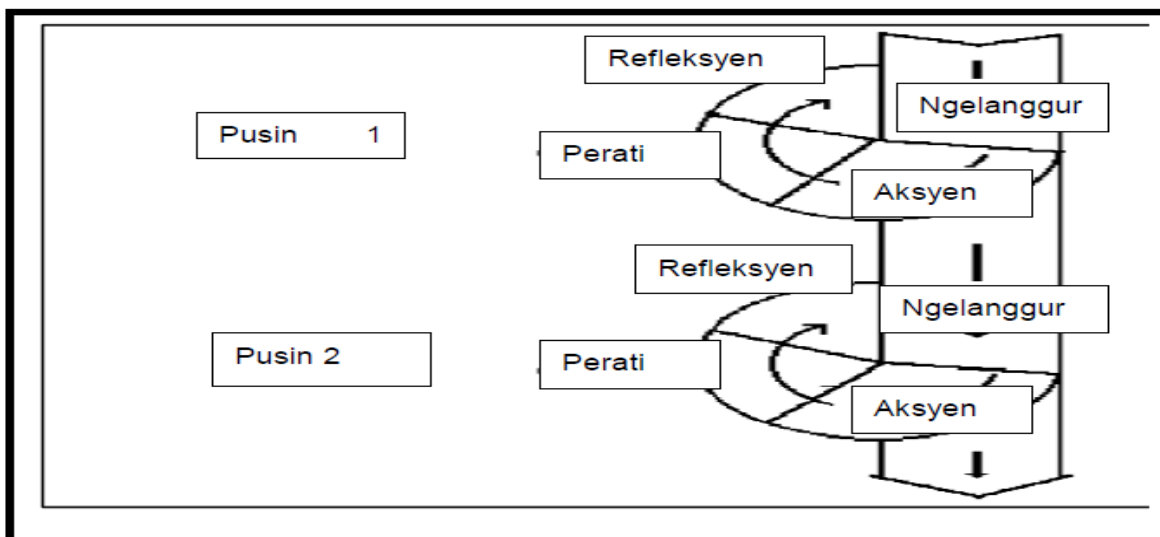 Refleksyen
Ngelanggur
Pusin 1
Perati
Aksyen
Refleksyen
Ngelanggur
Pusin 2
Perati
Aksyen